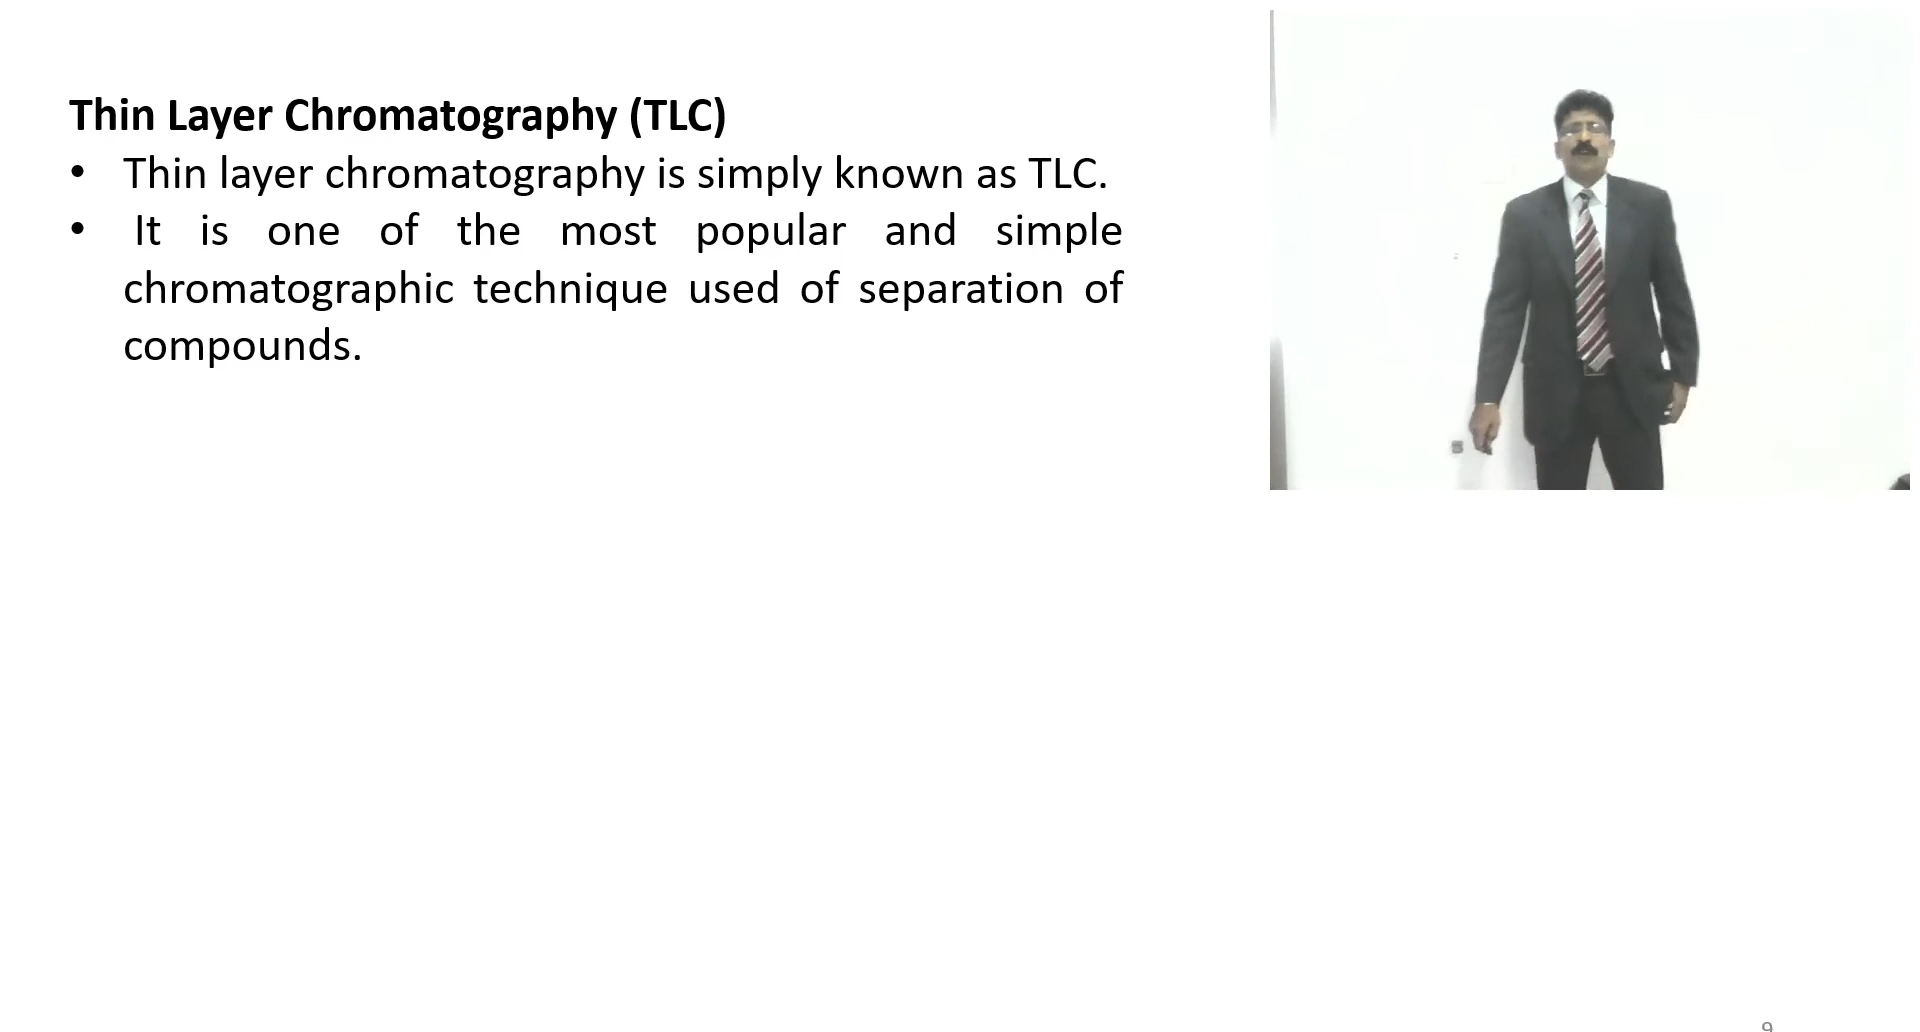 Thin Layer Chromatography (TLC)
• Thin layer chromatography is simply known as TLC.
• It is one of the most popular and simple
chromatographic technique used of separation of
compounds.
9